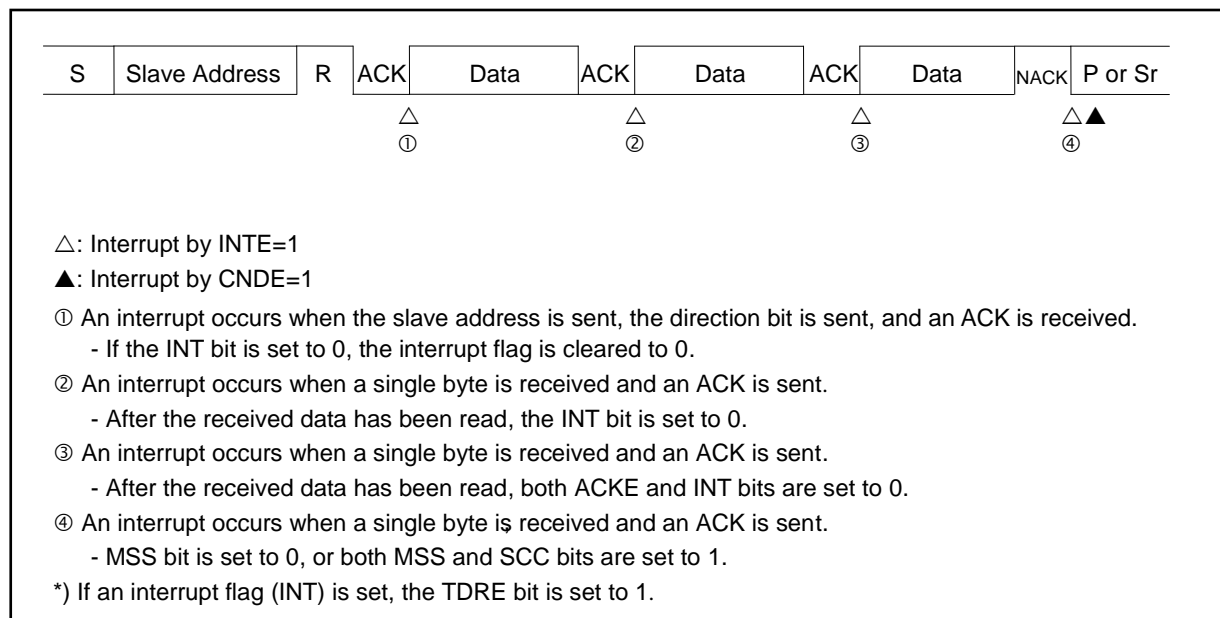 S Slave Address R ACK Data ACK Data ACK Data NACK P or Sr
△ △ △ △▲
① ② ③ ④
△: Interrupt by INTE=1
▲: Interrupt by CNDE=1
① An interrupt occurs when the slave address is sent, the direction bit is sent, and an ACK is received.
- If the INT bit is set to 0, the interrupt flag is cleared to 0.
② An interrupt occurs when a single byte is received and an ACK is sent.
- After the received data has been read, the INT bit is set to 0.
③ An interrupt occurs when a single byte is received and an ACK is sent.
- After the received data has been read, both ACKE and INT bits are set to 0.
④ An interrupt occurs when a single byte is, received and an ACK is sent.
- MSS bit is set to 0, or both MSS and SCC bits are set to 1.
*) If an interrupt flag (INT) is set, the TDRE bit is set to 1.